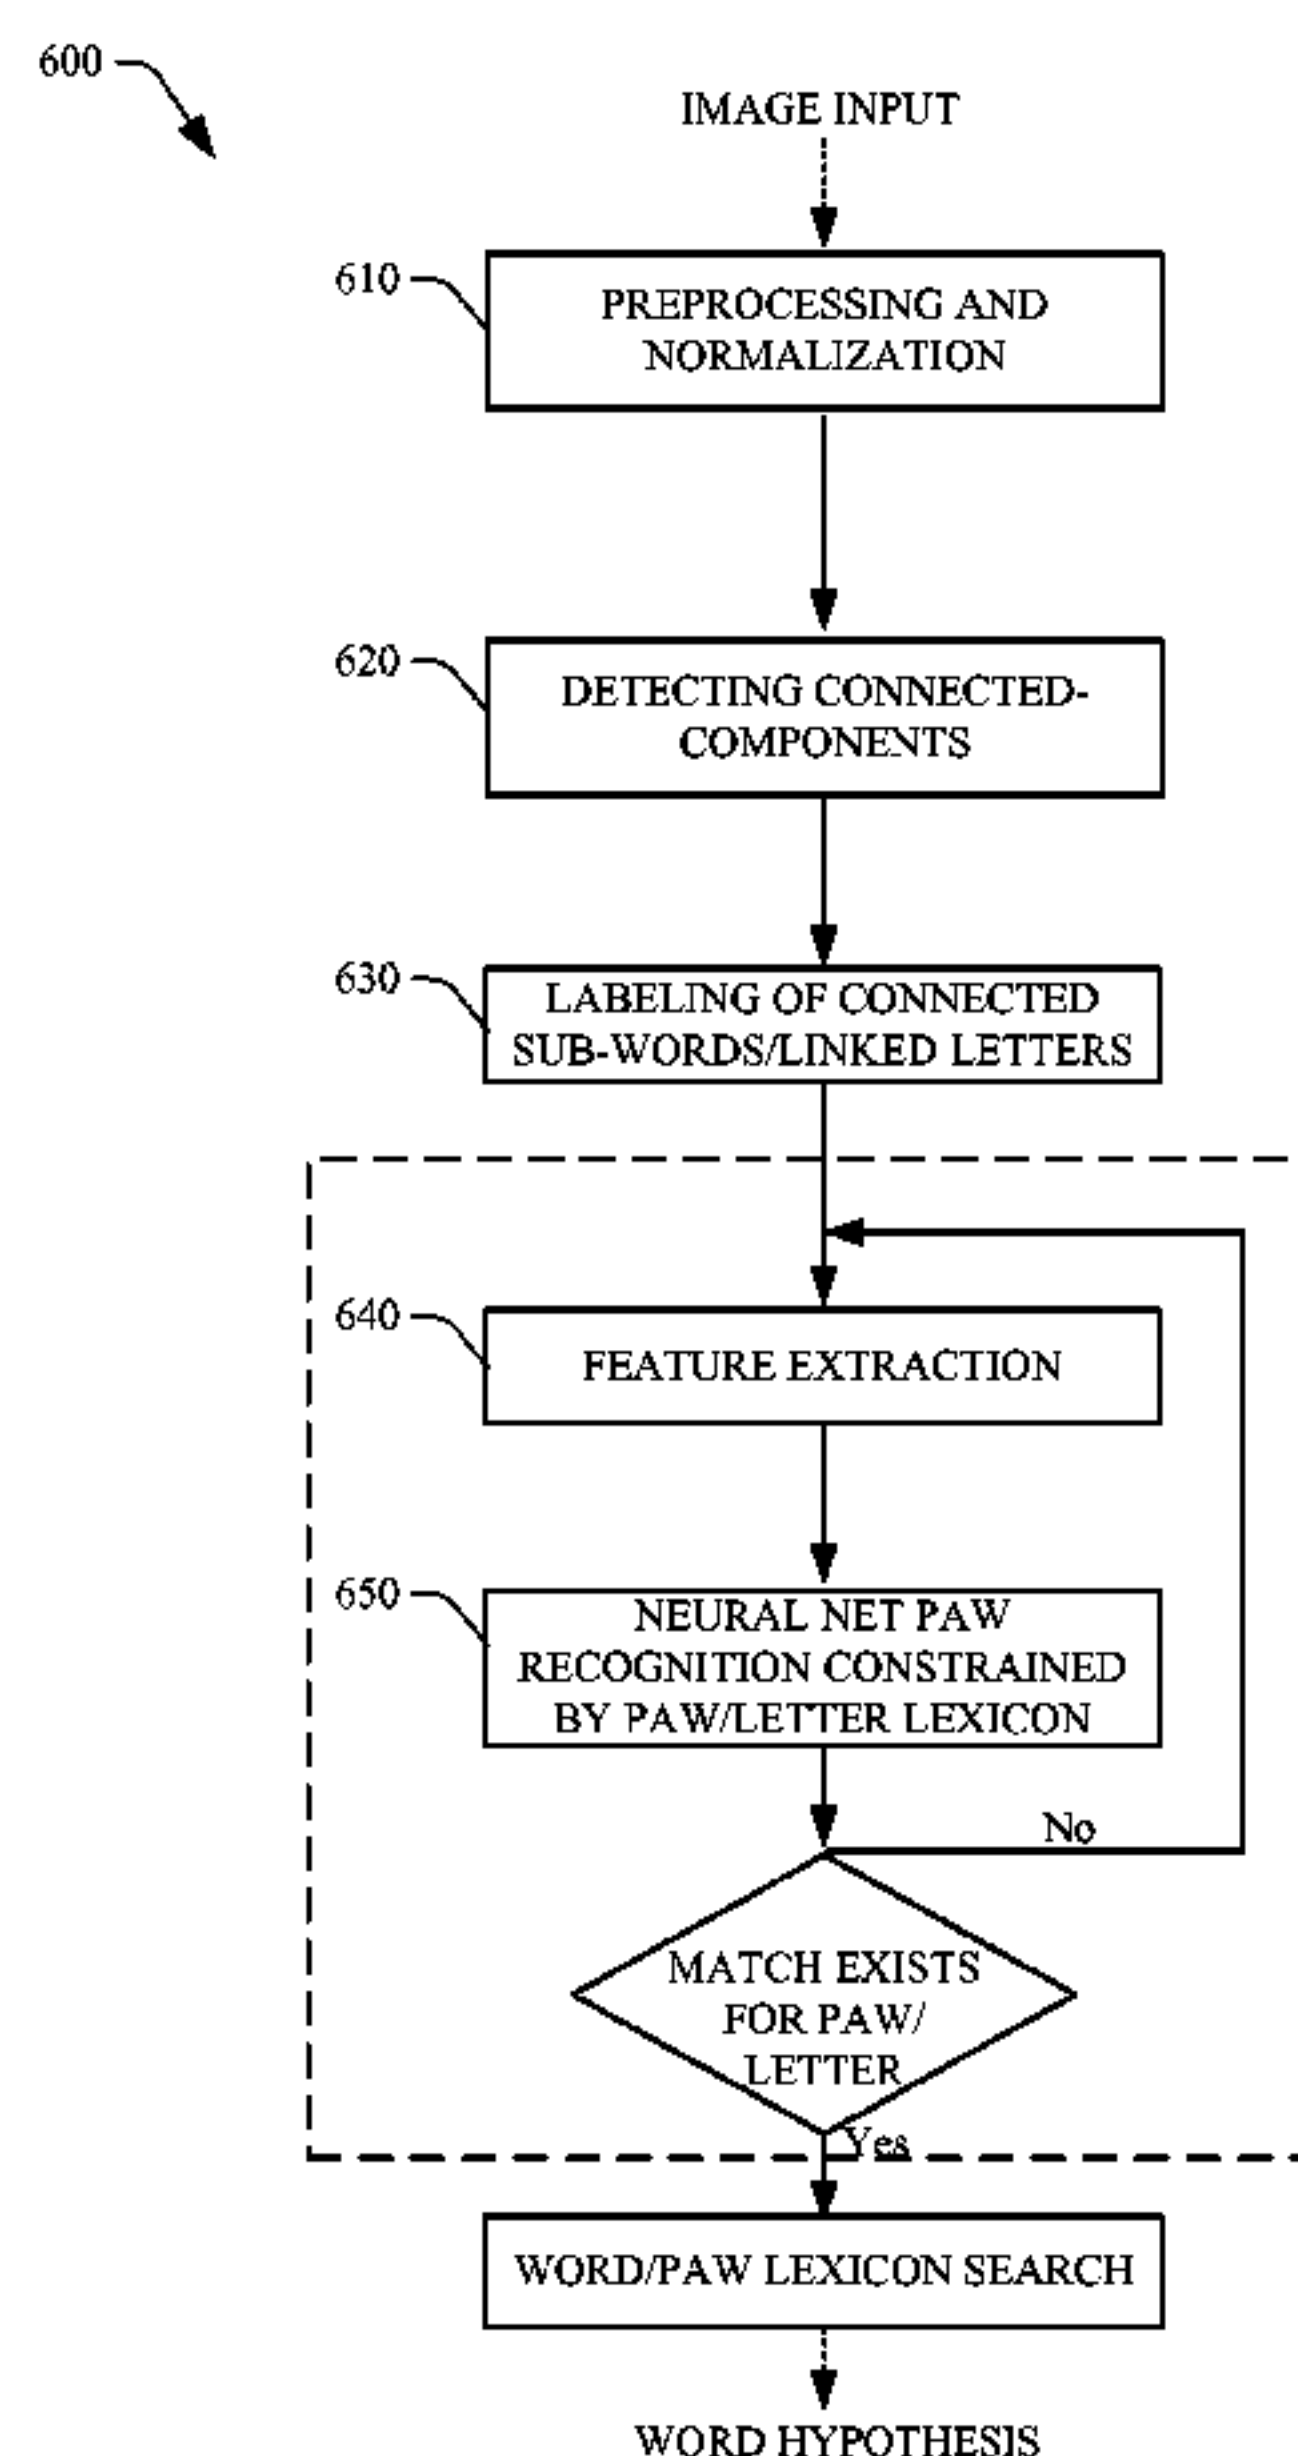 600
IMAGE INPUT
610
PREPROCESSING AND
NORMALIZATION
620
DETECTING CONNECTED-
COMPONENTS
630
LABELING OF CONNECTED
SUB-WORDS/LINKED LETTERS
640
FEATURE EXTRACTION
650
NEURAL NET PAW
RECOGNITION CONSTRAINED
BY PAW/LETTER LEXICON
No
MATCH EXISTS
FOR PAW/
LETTER
Yes
WORD/PAW LEXICON SEARCH
WORD HYPOTHESIS